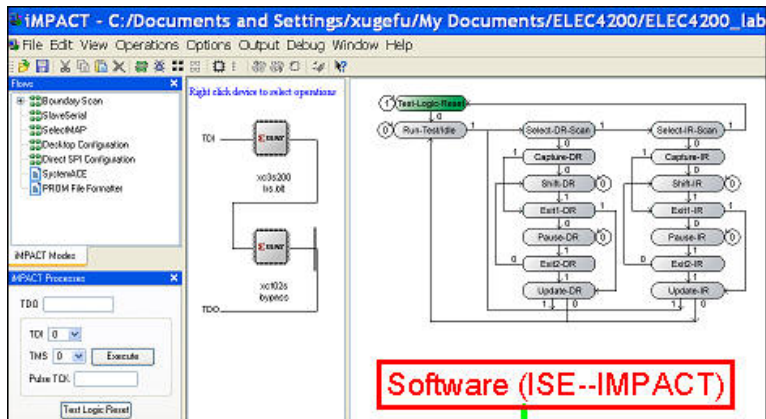 iMPACT - C:/Documents and Settings/xugefu/My Documents/ELEC4200/ELEC4200_lab
File Edit View Operations Options Output Debug Window Help
Flows
Boundary Scan
SlaveSerial
SelectMAP
Desktop Configuration
Direct SPI Configuration
SystemACE
PROM File Formatter
iMPACT Modes
iMPACT Processes
TDO
TDI 0
TMS 0 Execute
Pulse TCK
Test Logic Reset
Right click device to select operations
TDI
XILINX
xc3s200
XILINX
xcf02s
bypass
TDO
1 Test-Logic-Reset
0
0 Run-Test/Idle 1 Select-DR-Scan 1 Select-IR-Scan 1
0 0
1 Capture-DR 1 Capture-IR
0 0
Shift-DR 0 Shift-IR 0
1 1
Exit1-DR 1 Exit1-IR 1
0 0
Pause-DR 0 Pause-IR 0
1 1
0 Exit2-DR 0 Exit2-IR
1 1
Update-DR Update-IR
1 0 1 0
Software (ISE--IMPACT)